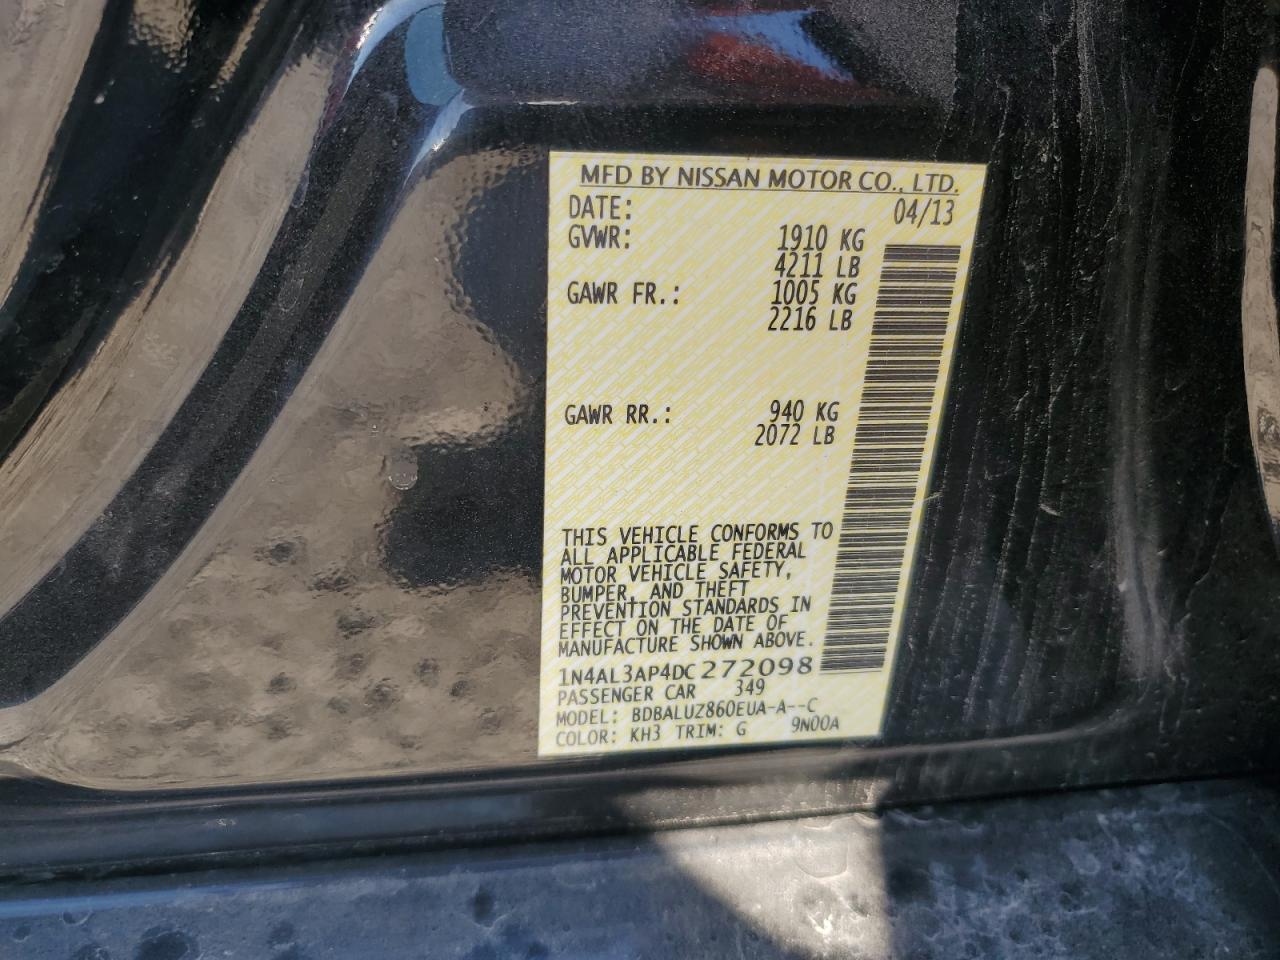 MFD BY NISSAN MOTOR CO., LTD.
DATE: 04/13
GVWR: 1910 KG
4211 LB
GAWR FR.: 1005 KG
2216 LB
GAWR RR.: 940 KG
2072 LB
THIS VEHICLE CONFORMS TO
ALL APPLICABLE FEDERAL
MOTOR VEHICLE SAFETY,
BUMPER, AND THEFT
PREVENTION STANDARDS IN
EFFECT ON THE DATE OF
MANUFACTURE SHOWN ABOVE.
1N4AL3AP4DC272098
PASSENGER CAR 349
MODEL: BDBALUZ860EUA-A--C
COLOR: KH3 TRIM: G 9N00A